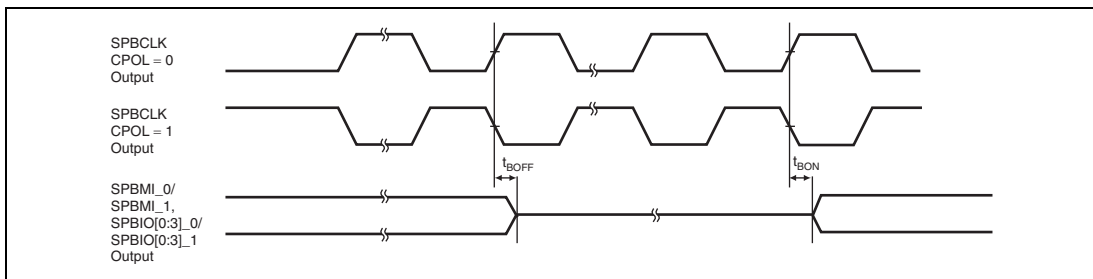 SPBCLK
CPOL = 0
Output
SPBCLK
CPOL = 1
Output
tBOFF
tBON
SPBMI_0/
SPBMI_1,
SPBIO[0:3]_0/
SPBIO[0:3]_1
Output